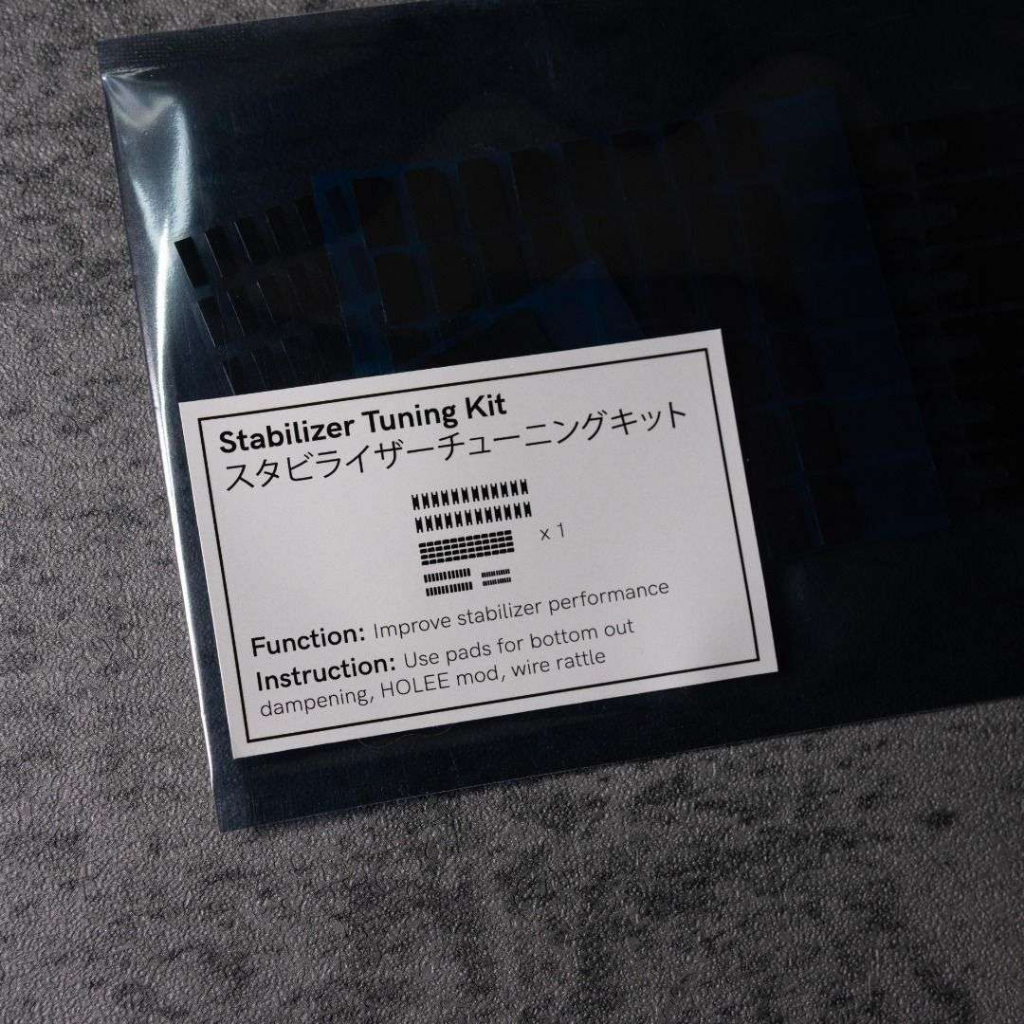 Stabilizer Tuning Kit
スタビライザーチューニングキット
x 1
Function: Improve stabilizer performance
Instruction: Use pads for bottom out
dampening, HOLEE mod, wire rattle